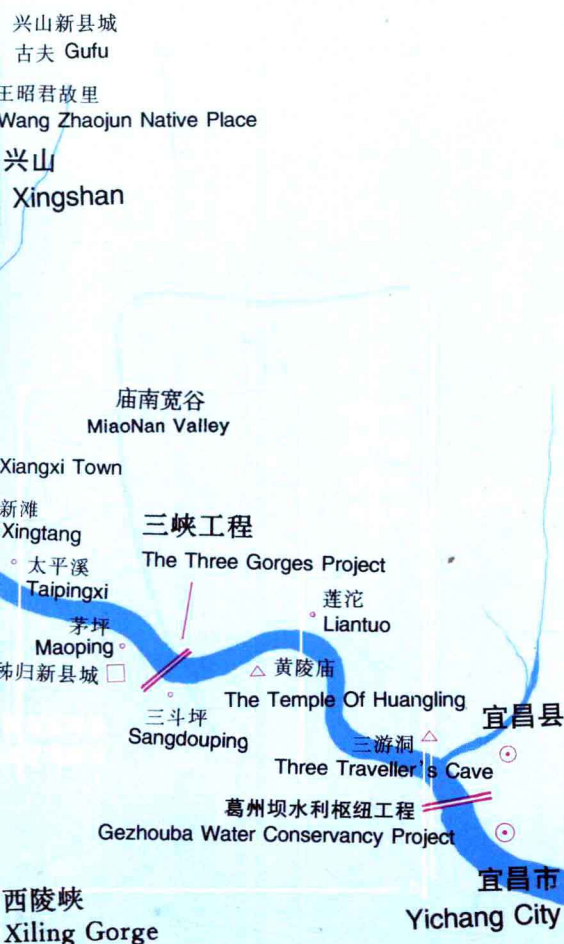 兴山新县城
古夫 Gufu
王昭君故里
Wang Zhaojun Native Place
兴山
Xingshan
庙南宽谷
MiaoNan Valley
Xiangxi Town
新滩
Xingtang
三峡工程
The Three Gorges Project
太平溪
Taipingxi
莲沱
Liantuo
茅坪
Maoping
秭归新县城
黄陵庙
The Temple Of Huangling
三斗坪
Sangdouping
宜昌县
三游洞
Three Traveller's Cave
葛州坝水利枢纽工程
Gezhouba Water Conservancy Project
宜昌市
Yichang City
西陵峡
Xiling Gorge